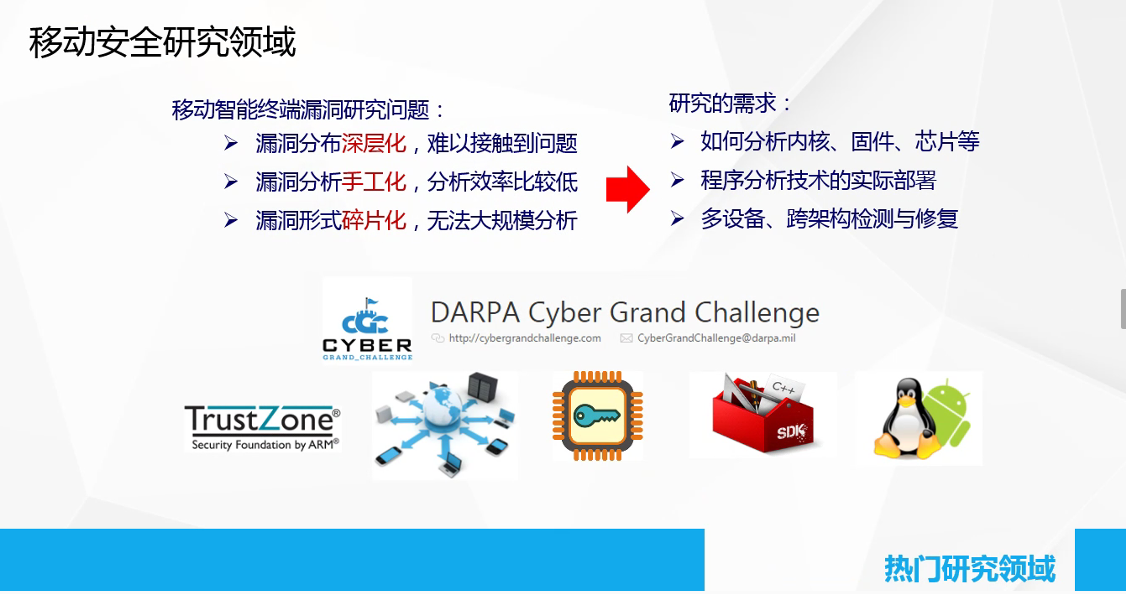 移动安全研究领域
移动智能终端漏洞研究问题：
漏洞分布深层化，难以接触到问题
漏洞分析手工化，分析效率比较低
漏洞形式碎片化，无法大规模分析
研究的需求：
如何分析内核、固件、芯片等
程序分析技术的实际部署
多设备、跨架构检测与修复
CGC
CYBER
GRAND_CHALLENGE
DARPA Cyber Grand Challenge
http://cybergrandchallenge.com CyberGrandChallenge@darpa.mil
TrustZone®
Security Foundation by ARM®
C++
SDK
热门研究领域